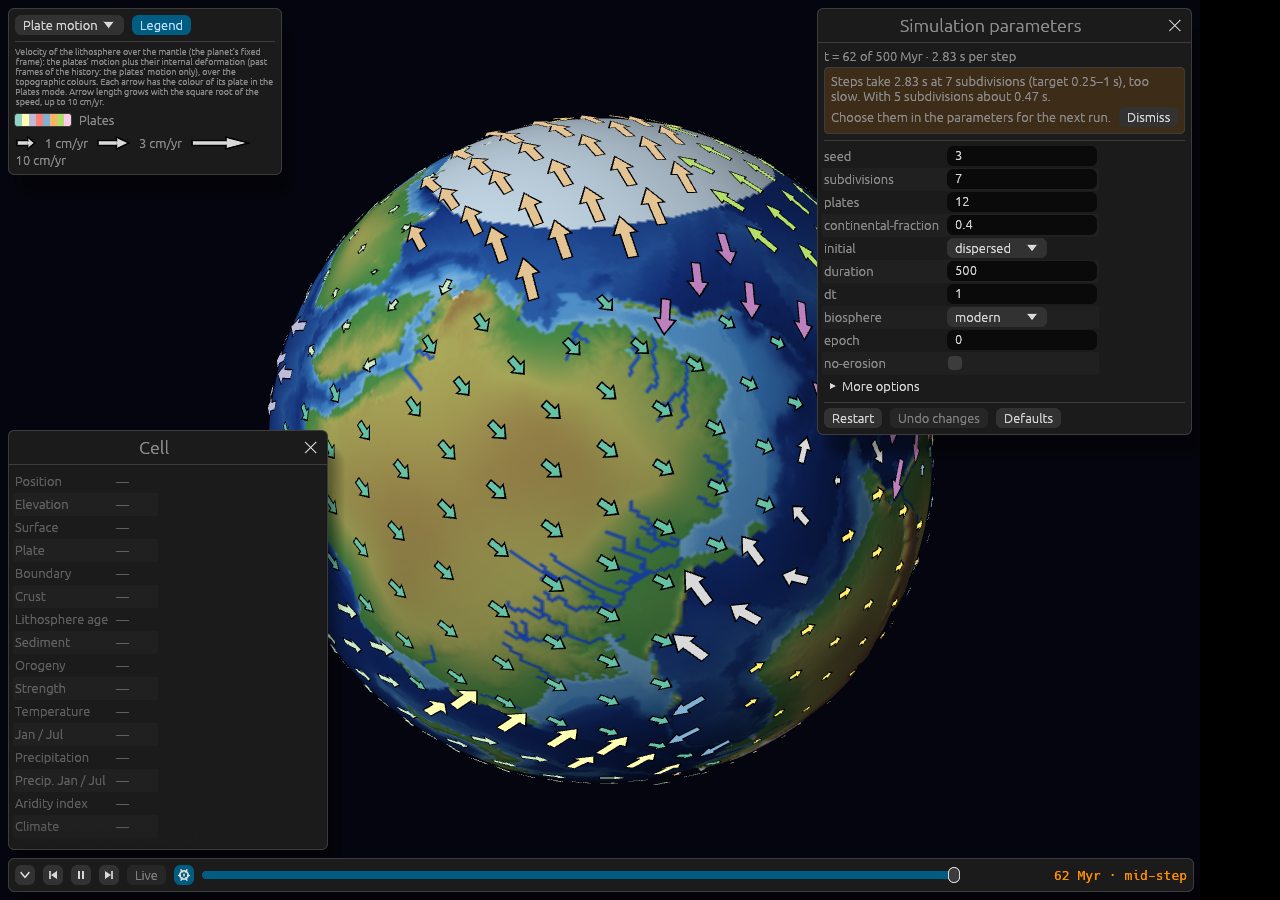 Plate motion
Legend
Velocity of the lithosphere over the mantle (the planet's fixed
frame): the plates' motion plus their internal deformation (past
frames of the history: the plates' motion only), over the
topographic colours. Each arrow has the colour of its plate in the
Plates mode. Arrow length grows with the square root of the
speed, up to 10 cm/yr.
Plates
1 cm/yr
3 cm/yr
10 cm/yr
Simulation parameters
t = 62 of 500 Myr · 2.83 s per step
Steps take 2.83 s at 7 subdivisions (target 0.25–1 s), too
slow. With 5 subdivisions about 0.47 s.
Choose them in the parameters for the next run.
Dismiss
seed 3
subdivisions 7
plates 12
continental-fraction 0.4
initial dispersed
duration 500
dt 1
biosphere modern
epoch 0
no-erosion
More options
Restart
Undo changes
Defaults
Cell
Position —
Elevation —
Surface —
Plate —
Boundary —
Crust —
Lithosphere age —
Sediment —
Orogeny —
Strength —
Temperature —
Jan / Jul —
Precipitation —
Precip. Jan / Jul —
Aridity index —
Climate —
Live
62 Myr · mid-step